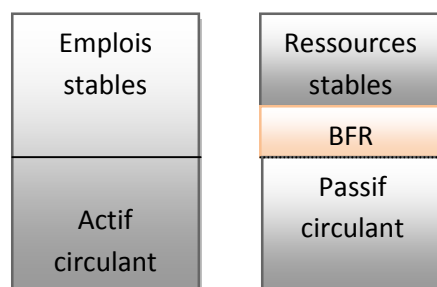 Emplois
stables
Actif
circulant
Ressources
stables
BFR
Passif
circulant